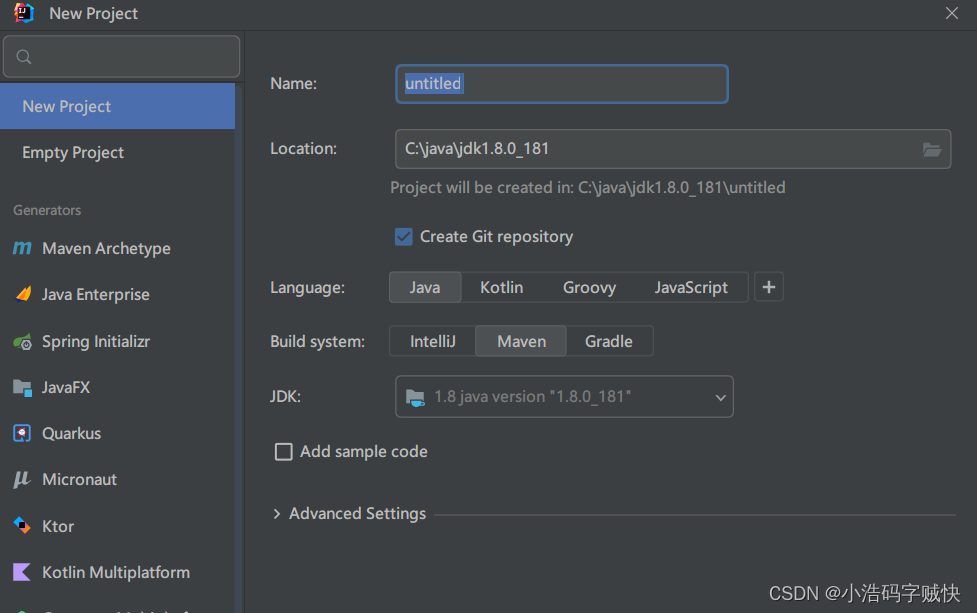 New Project
New Project
Empty Project
Generators
Maven Archetype
Java Enterprise
Spring Initializr
JavaFX
Quarkus
Micronaut
Ktor
Kotlin Multiplatform
Name: untitled
Location: C:\java\jdk1.8.0_181
Project will be created in: C:\java\jdk1.8.0_181\untitled
Create Git repository
Language: Java Kotlin Groovy JavaScript +
Build system: IntelliJ Maven Gradle
JDK: 1.8 java version "1.8.0_181"
Add sample code
Advanced Settings
CSDN @小浩码字贼快